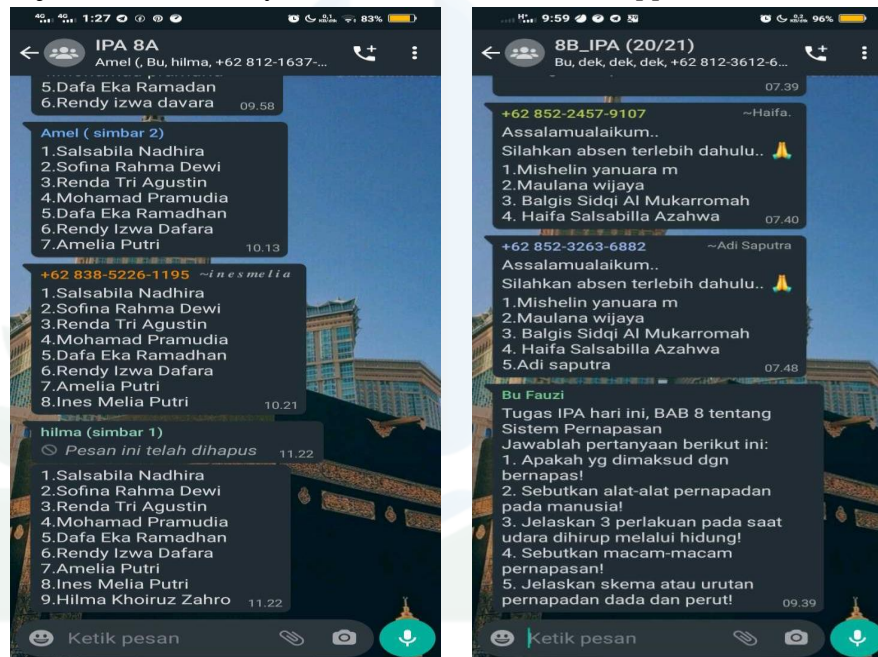 1:27
83%
IPA 8A
Amel (, Bu, hilma, +62 812-1637-...
5.Dafa Eka Ramadan
6.Rendy izwa davara 09.58
Amel ( simbar 2)
1.Salsabila Nadhira
2.Sofina Rahma Dewi
3.Renda Tri Agustin
4.Mohamad Pramudia
5.Dafa Eka Ramadhan
6.Rendy Izwa Dafara
7.Amelia Putri 10.13
+62 838-5226-1195 ~inesmelia
1.Salsabila Nadhira
2.Sofina Rahma Dewi
3.Renda Tri Agustin
4.Mohamad Pramudia
5.Dafa Eka Ramadhan
6.Rendy Izwa Dafara
7.Amelia Putri
8.Ines Melia Putri 10.21
hilma (simbar 1)
Pesan ini telah dihapus 11.22
1.Salsabila Nadhira
2.Sofina Rahma Dewi
3.Renda Tri Agustin
4.Mohamad Pramudia
5.Dafa Eka Ramadhan
6.Rendy Izwa Dafara
7.Amelia Putri
8.Ines Melia Putri
9.Hilma Khoiruz Zahro 11.22
Ketik pesan
9:59
96%
8B_IPA (20/21)
Bu, dek, dek, dek, +62 812-3612-6...
07.39
+62 852-2457-9107 ~Haifa.
Assalamualaikum..
Silahkan absen terlebih dahulu.. 🙏
1.Mishelin yanuara m
2.Maulana wijaya
3. Balgis Sidqi Al Mukarromah
4. Haifa Salsabilla Azahwa 07.40
+62 852-3263-6882 ~Adi Saputra
Assalamualaikum..
Silahkan absen terlebih dahulu.. 🙏
1.Mishelin yanuara m
2.Maulana wijaya
3. Balgis Sidqi Al Mukarromah
4. Haifa Salsabilla Azahwa
5.Adi saputra 07.48
Bu Fauzi
Tugas IPA hari ini, BAB 8 tentang
Sistem Pernapasan
Jawablah pertanyaan berikut ini:
1. Apakah yg dimaksud dgn
bernapas!
2. Sebutkan alat-alat pernapadan
pada manusia!
3. Jelaskan 3 perlakuan pada saat
udara dihirup melalui hidung!
4. Sebutkan macam-macam
pernapasan!
5. Jelaskan skema atau urutan
pernapadan dada dan perut! 09.39
Ketik pesan